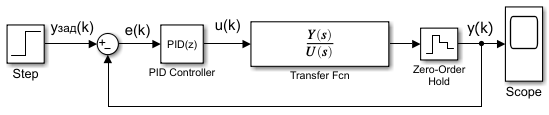 yзад(k)
e(k)
u(k)
y(k)
+
−
PID(z)
Y(s)
U(s)
Step
PID Controller
Transfer Fcn
Zero-Order
Hold
Scope